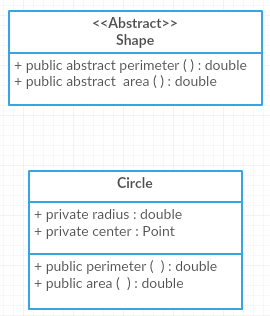 <<Abstract>>
Shape
+ public abstract perimeter ( ) : double
+ public abstract  area ( ) : double
Circle
+ private radius : double
+ private center : Point
+ public perimeter (  ) : double
+ public area (  ) : double